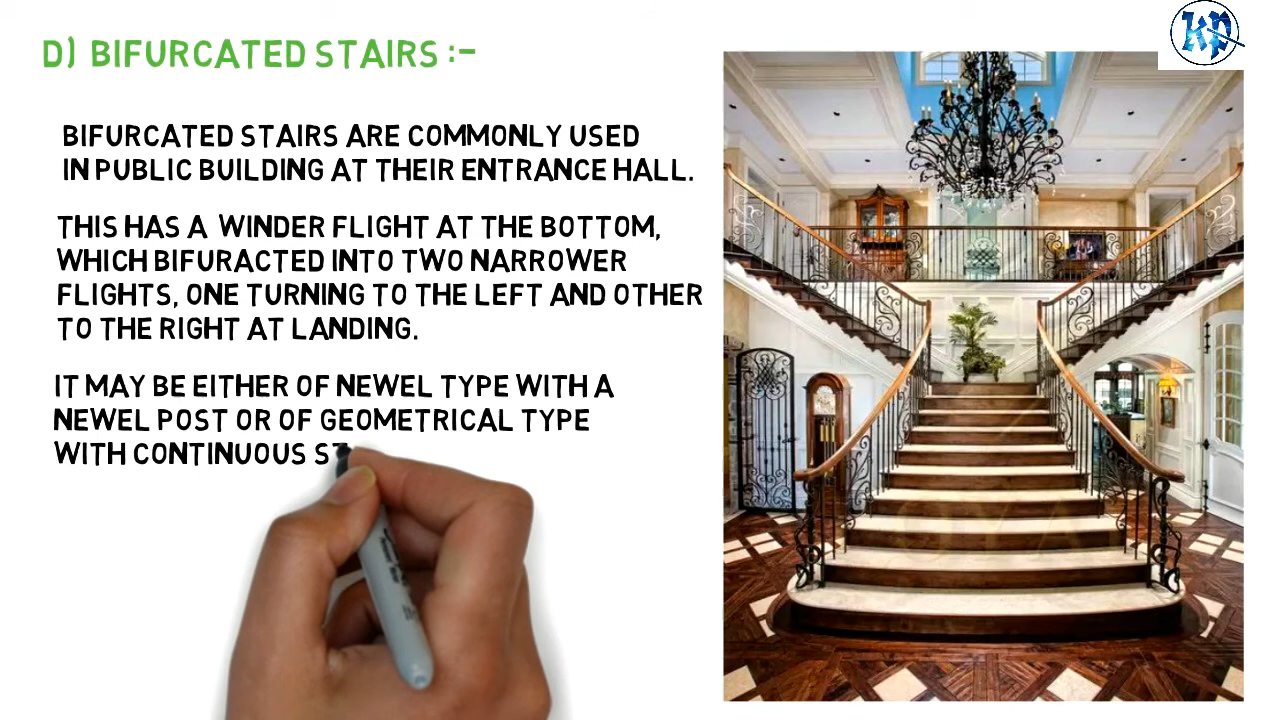 D) BIFURCATED STAIRS :-
BIFURCATED STAIRS ARE COMMONLY USED
IN PUBLIC BUILDING AT THEIR ENTRANCE HALL.
THIS HAS A WINDER FLIGHT AT THE BOTTOM,
WHICH BIFURACTED INTO TWO NARROWER
FLIGHTS, ONE TURNING TO THE LEFT AND OTHER
TO THE RIGHT AT LANDING.
IT MAY BE EITHER OF NEWEL TYPE WITH A
NEWEL POST OR OF GEOMETRICAL TYPE
WITH CONTINUOUS